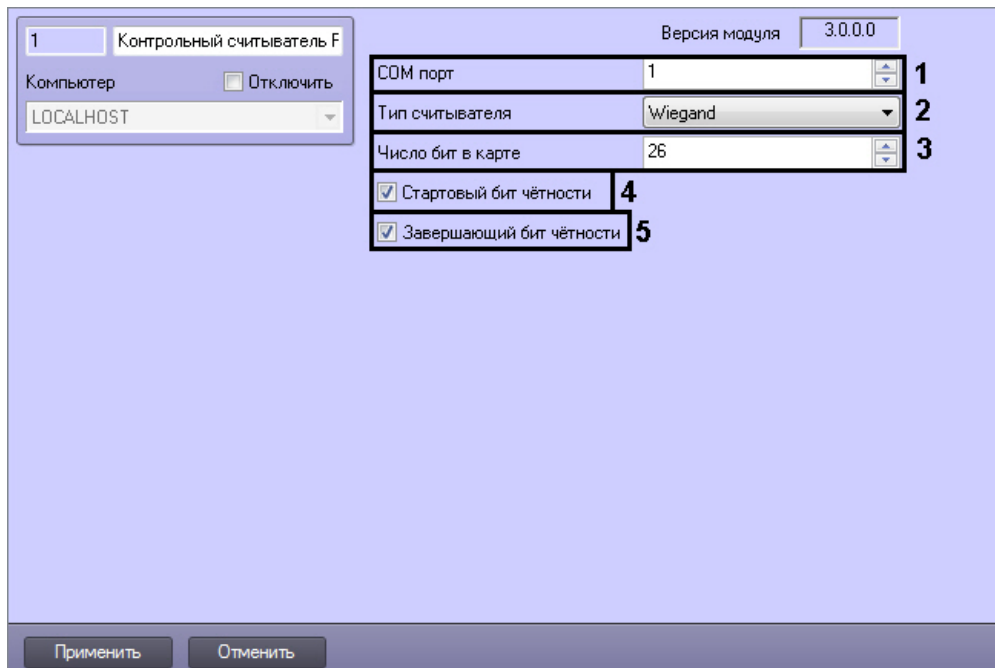 1 Контрольный считыватель F
Компьютер Отключить
LOCALHOST
Версия модуля 3.0.0.0
COM порт 1 1
Тип считывателя Wiegand 2
Число бит в карте 26 3
Стартовый бит чётности 4
Завершающий бит чётности 5
Применить Отменить